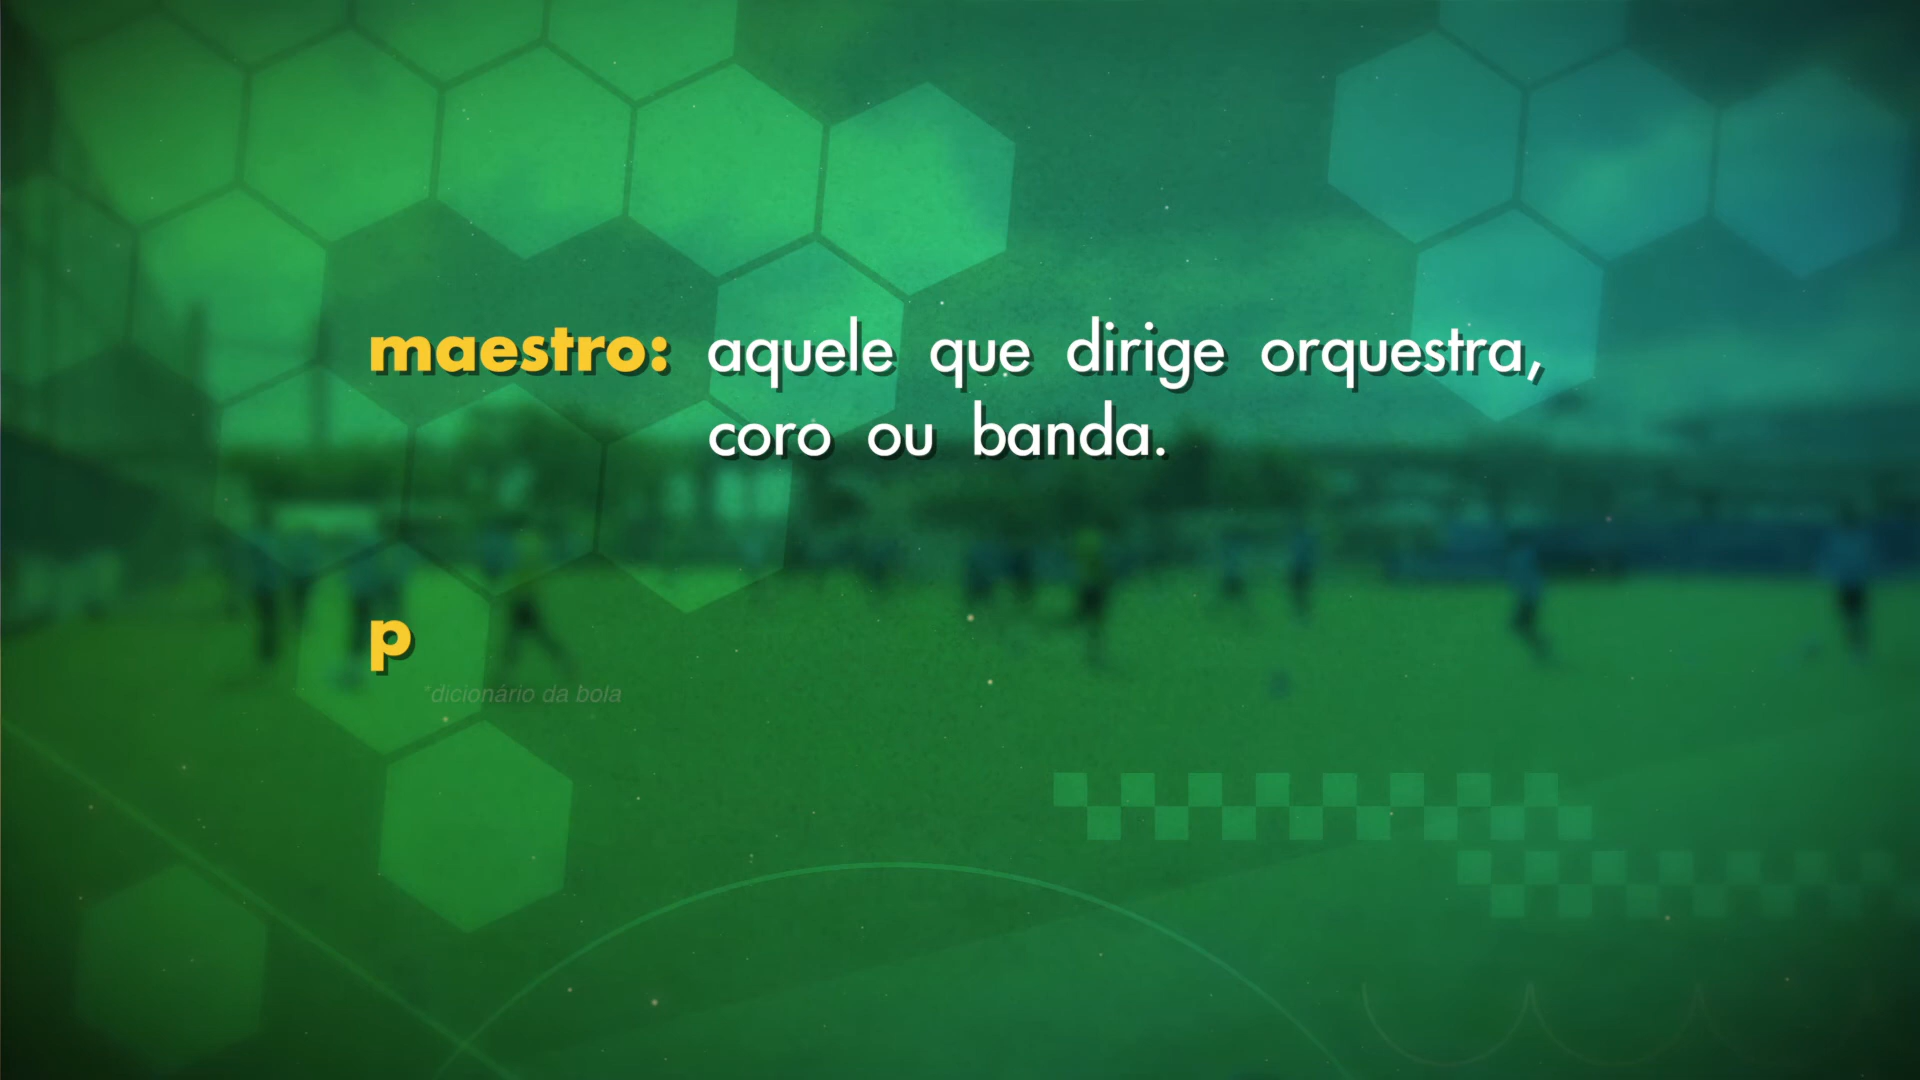 maestro: aquele que dirige orquestra,
coro ou banda.
p
*dicionário da bola